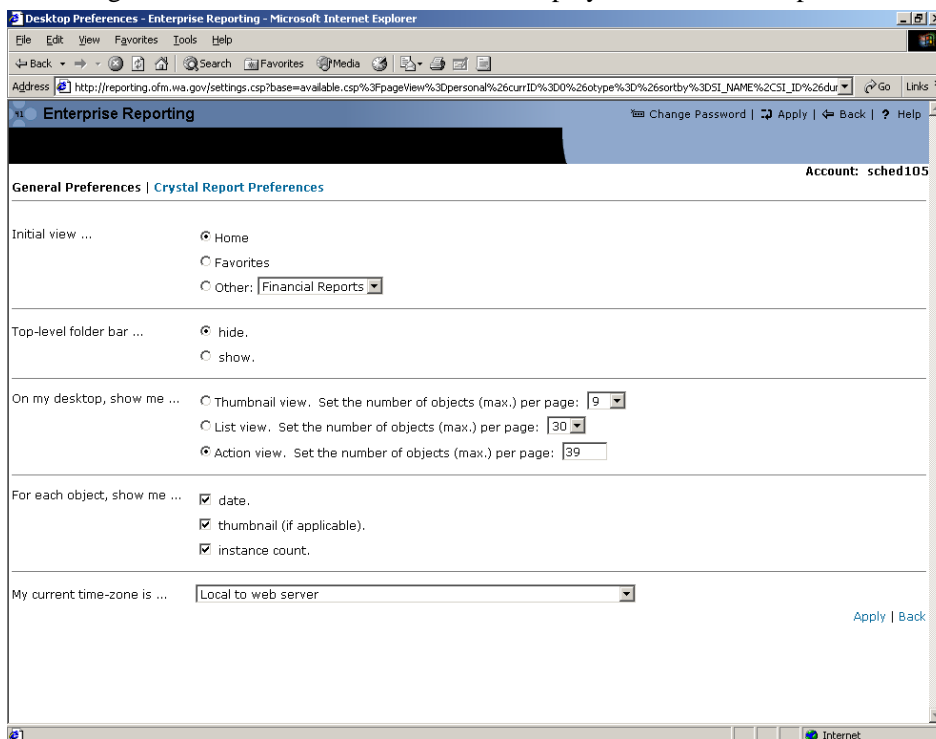 Desktop Preferences - Enterprise Reporting - Microsoft Internet Explorer
File Edit View Favorites Tools Help
Back Search Favorites Media
Address http://reporting.ofm.wa.gov/settings.csp?base=available.csp%3FpageView%3Dpersonal%26currID%3D0%26otype%3D%26sortby%3DSI_NAME%2CSI_ID%26dur Go Links
Enterprise Reporting Change Password | Apply | Back | ? Help
Account: sched105
General Preferences | Crystal Report Preferences
Initial view ... Home
Favorites
Other: Financial Reports
Top-level folder bar ... hide.
show.
On my desktop, show me ... Thumbnail view. Set the number of objects (max.) per page: 9
List view. Set the number of objects (max.) per page: 30
Action view. Set the number of objects (max.) per page: 39
For each object, show me ... date.
thumbnail (if applicable).
instance count.
My current time-zone is ... Local to web server
Apply | Back
Internet